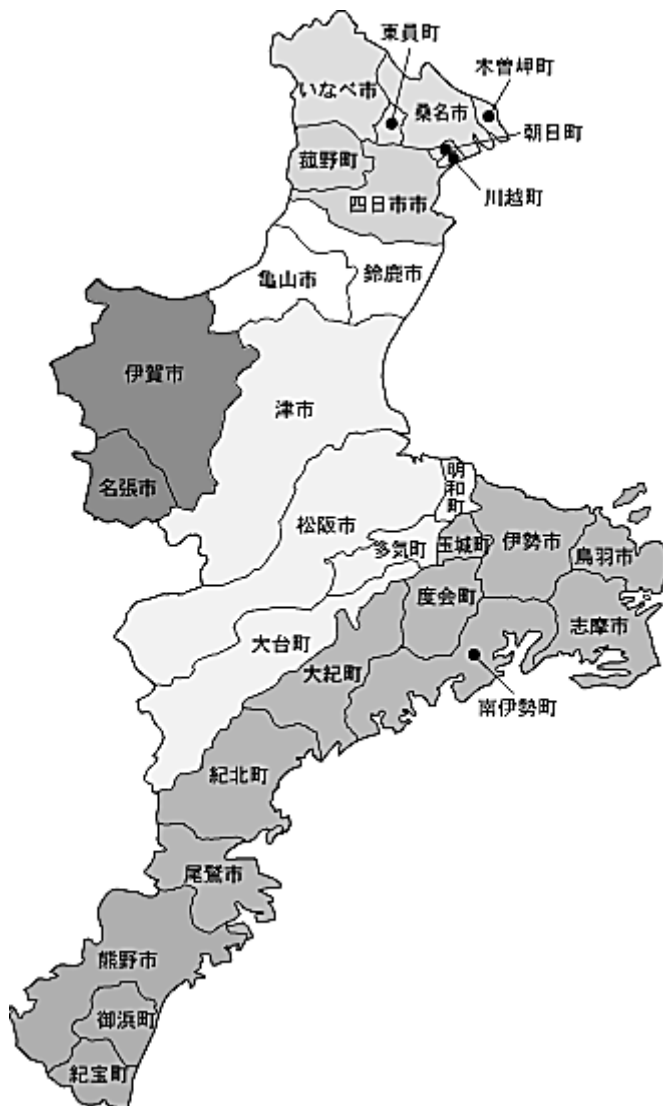 東員町
木曽岬町
いなべ市
桑名市
朝日町
菰野町
川越町
四日市市
亀山市
鈴鹿市
伊賀市
津市
名張市
明和町
松阪市
多気町
玉城町
伊勢市
鳥羽市
度会町
志摩市
大台町
大紀町
南伊勢町
紀北町
尾鷲市
熊野市
御浜町
紀宝町